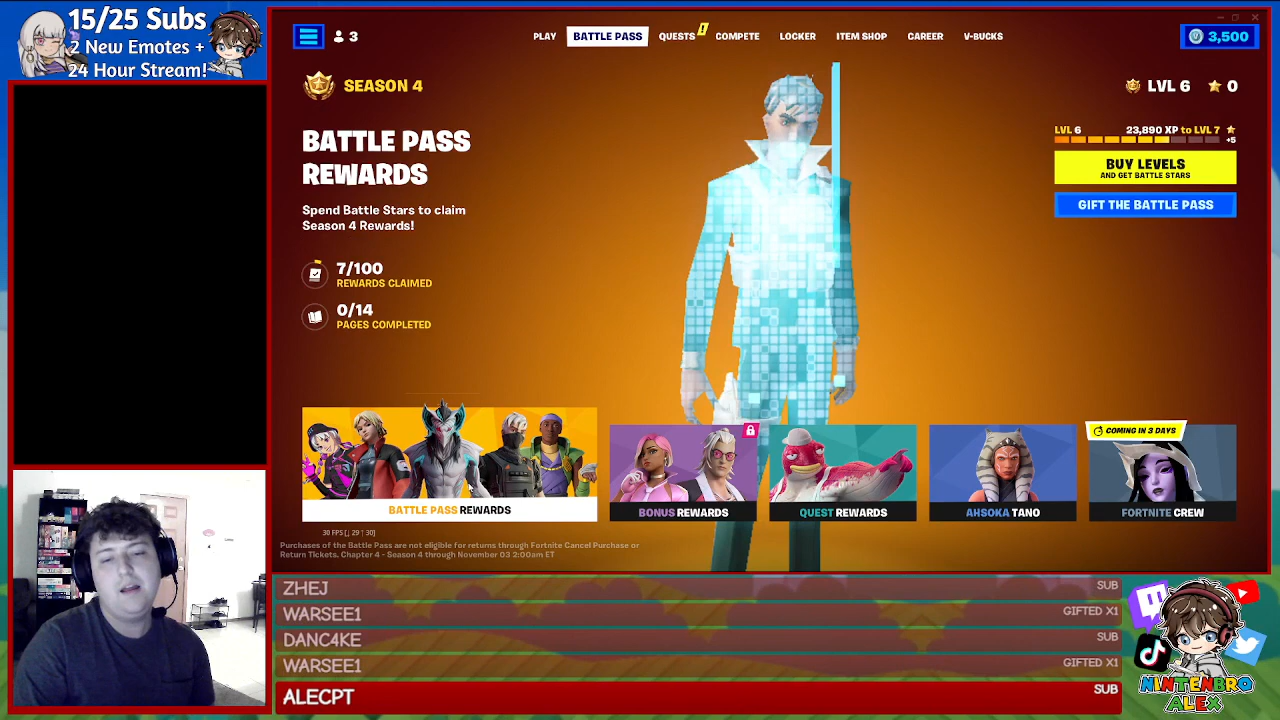 15/25 Subs
2 New Emotes +
24 Hour Stream!
3
PLAY
BATTLE PASS
QUESTS
COMPETE
LOCKER
ITEM SHOP
CAREER
V-BUCKS
3,500
SEASON 4
LVL 6
0
BATTLE PASS
REWARDS
LVL 6
23,890 XP to LVL 7
+5
BUY LEVELS
AND GET BATTLE STARS
GIFT THE BATTLE PASS
Spend Battle Stars to claim
Season 4 Rewards!
7/100
REWARDS CLAIMED
0/14
PAGES COMPLETED
COMING IN 3 DAYS
BATTLE PASS REWARDS
BONUS REWARDS
QUEST REWARDS
AHSOKA TANO
FORTNITE CREW
30 FPS [↓ 29 ↑ 30]
Purchases of the Battle Pass are not eligible for returns through Fortnite Cancel Purchase or
Return Tickets. Chapter 4 - Season 4 through November 03 2:00am ET
ZHEJ SUB
WARSEE1 GIFTED X1
DANC4KE SUB
WARSEE1 GIFTED X1
ALECPT SUB
NINTENBRO
ALEX